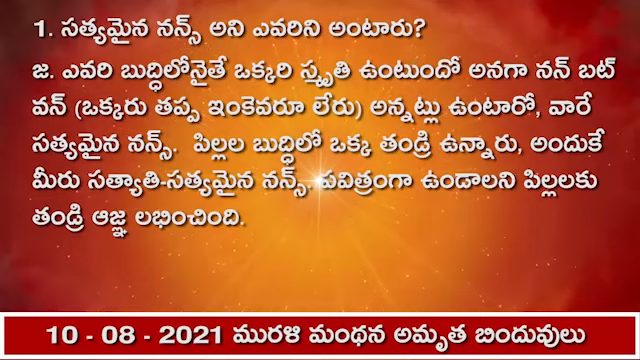 1. సత్యమైన నన్స్ అని ఎవరిని అంటారు?
జ. ఎవరి బుద్ధిలోనైతే ఒక్కరి స్మృతి ఉంటుందో అనగా నన్ బట్
వన్ (ఒక్కరు తప్ప ఇంకెవరూ లేరు) అన్నట్లు ఉంటారో, వారే
సత్యమైన నన్స్. పిల్లల బుద్ధిలో ఒక్క తండ్రి ఉన్నారు, అందుకే
మీరు సత్యాతి-సత్యమైన నన్స్. పవిత్రంగా ఉండాలని పిల్లలకు
తండ్రి ఆజ్ఞ లభించింది.
10 - 08 - 2021 మురళి మంథన అమృత బిందువులు